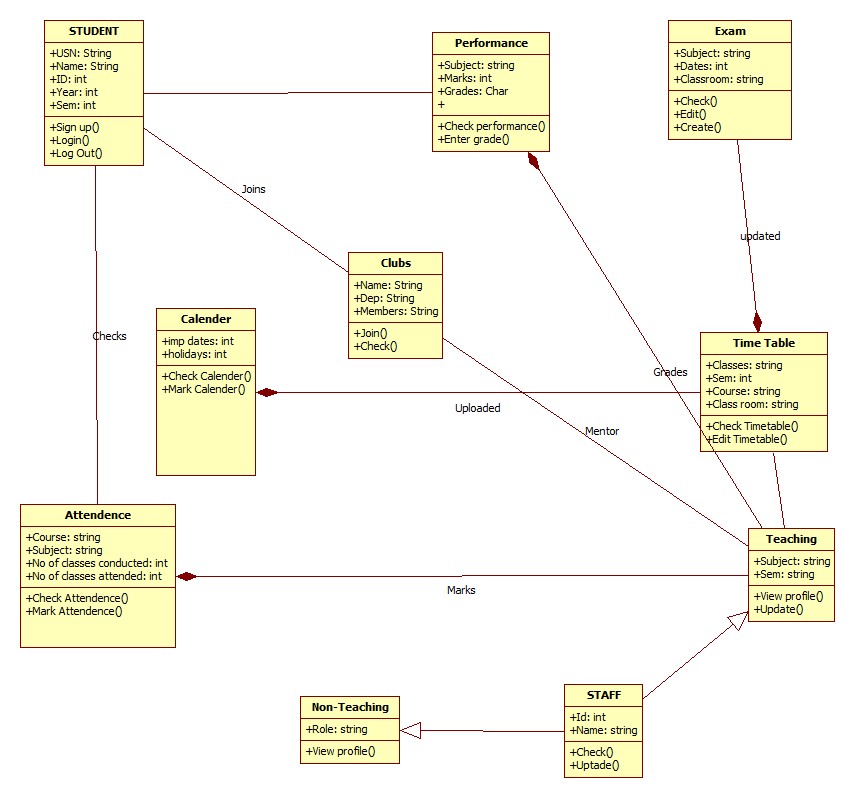 STUDENT
+USN: String
+Name: String
+ID: int
+Year: int
+Sem: int
+Sign up()
+Login()
+Log Out()
Performance
+Subject: string
+Marks: int
+Grades: Char
+
+Check performance()
+Enter grade()
Exam
+Subject: string
+Dates: int
+Classroom: string
+Check()
+Edit()
+Create()
Joins
updated
Clubs
+Name: String
+Dep: String
+Members: String
+Join()
+Check()
Calender
+imp dates: int
+holidays: int
+Check Calender()
+Mark Calender()
Checks
Time Table
+Classes: string
+Sem: int
+Course: string
+Class room: string
+Check Timetable()
+Edit Timetable()
Grades
Uploaded
Mentor
Attendence
+Course: string
+Subject: string
+No of classes conducted: int
+No of classes attended: int
+Check Attendence()
+Mark Attendence()
Teaching
+Subject: string
+Sem: string
+View profile()
+Update()
Marks
Non-Teaching
+Role: string
+View profile()
STAFF
+Id: int
+Name: string
+Check()
+Uptade()